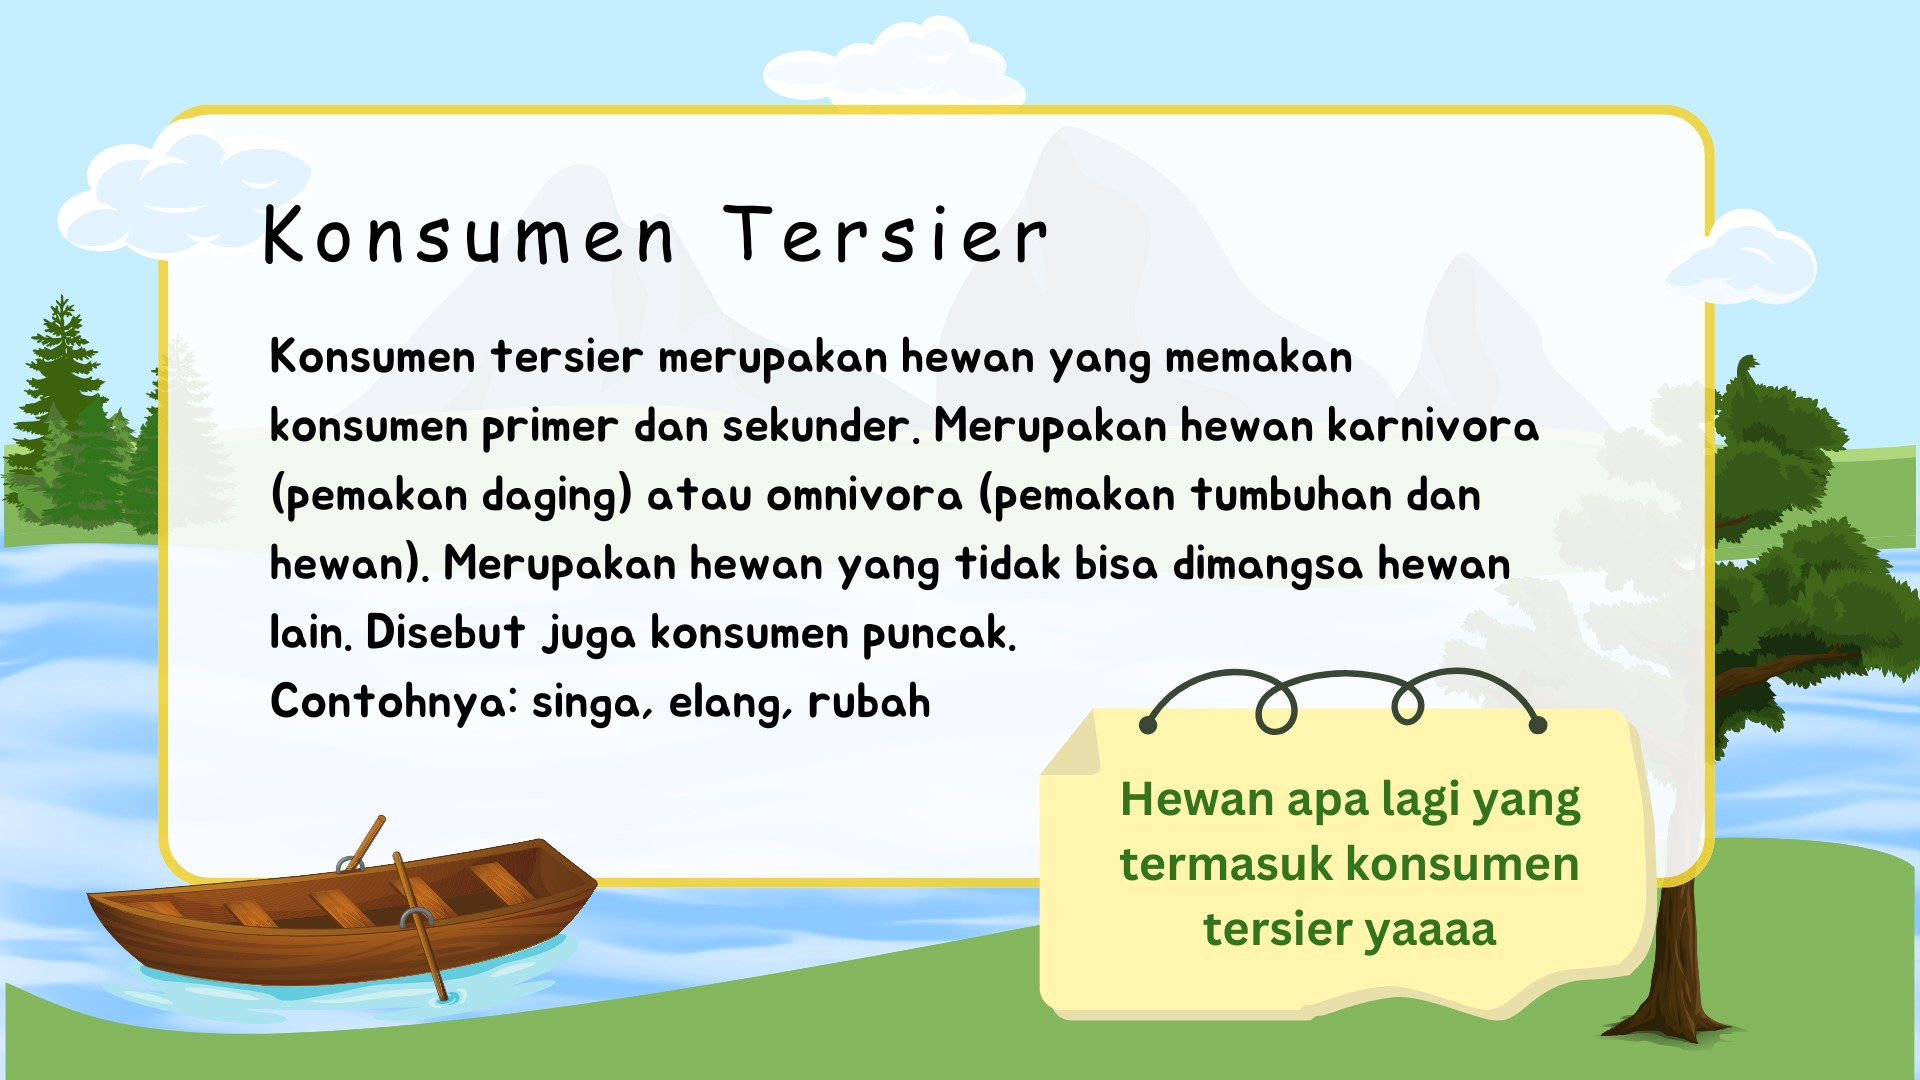 Konsumen Tersier
Konsumen tersier merupakan hewan yang memakan
konsumen primer dan sekunder. Merupakan hewan karnivora
(pemakan daging) atau omnivora (pemakan tumbuhan dan
hewan). Merupakan hewan yang tidak bisa dimangsa hewan
lain. Disebut juga konsumen puncak.
Contohnya: singa, elang, rubah
Hewan apa lagi yang
termasuk konsumen
tersier yaaaa